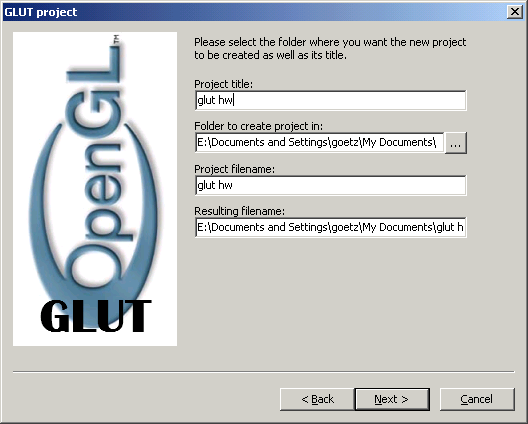 GLUT project
OpenGL™
GLUT
Please select the folder where you want the new project
to be created as well as its title.
Project title:
glut hw
Folder to create project in:
E:\Documents and Settings\goetz\My Documents\
...
Project filename:
glut hw
Resulting filename:
E:\Documents and Settings\goetz\My Documents\glut h
< Back
Next >
Cancel